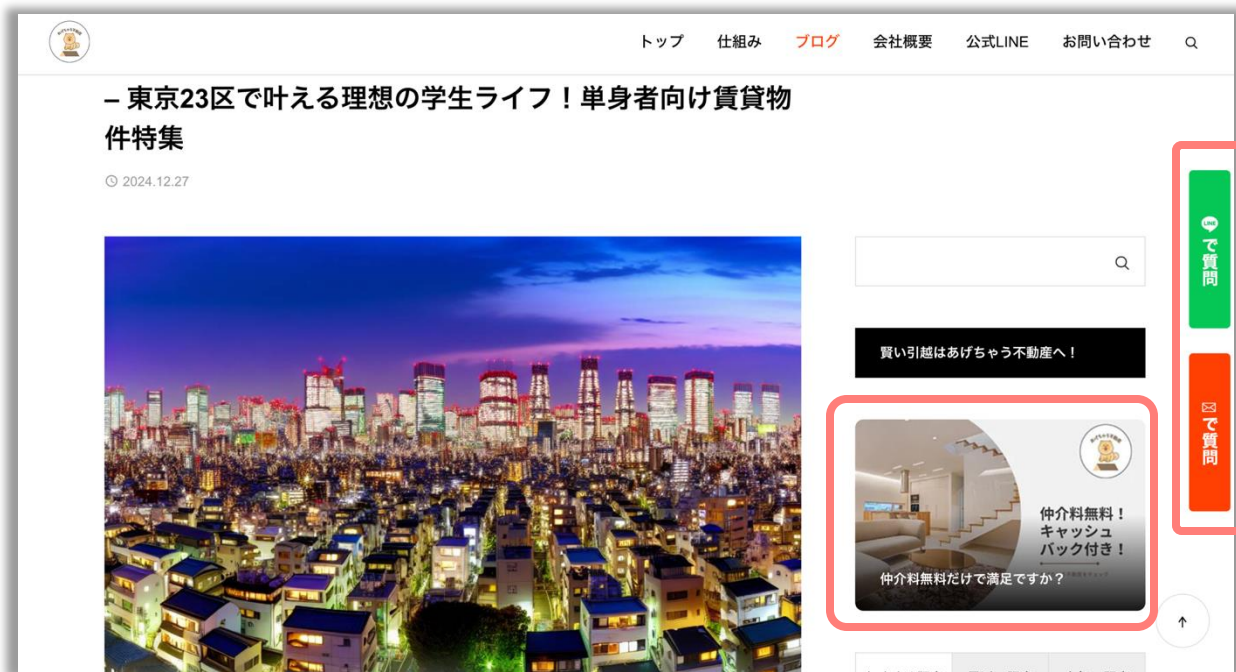 トップ 仕組み ブログ 会社概要 公式LINE お問い合わせ
– 東京23区で叶える理想の学生ライフ！単身者向け賃貸物
件特集
2024.12.27
賢い引越はあげちゃう不動産へ！
仲介料無料！
キャッシュ
バック付き！
仲介料無料だけで満足ですか？
LINE
で質問
で質問